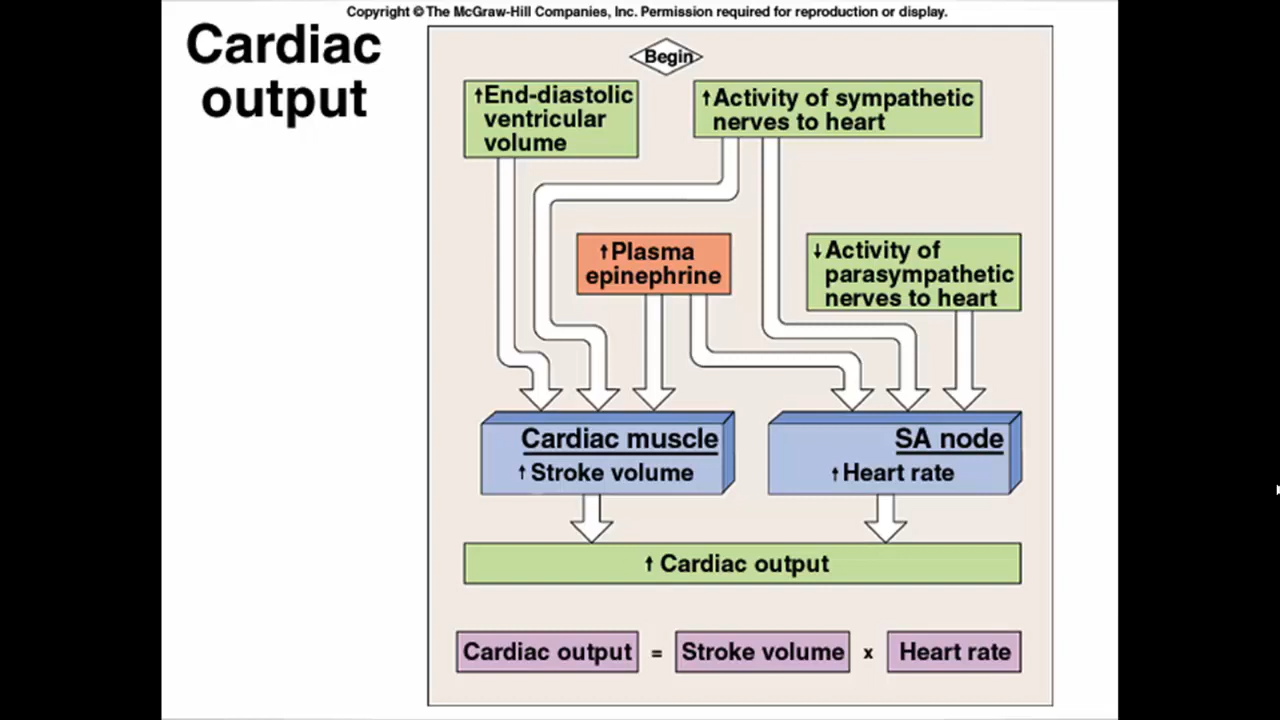 Copyright © The McGraw-Hill Companies, Inc. Permission required for reproduction or display.
Cardiac
output
Begin
↑End-diastolic
ventricular
volume
↑Activity of sympathetic
nerves to heart
↑Plasma
epinephrine
↓Activity of
parasympathetic
nerves to heart
Cardiac muscle
↑Stroke volume
SA node
↑Heart rate
↑ Cardiac output
Cardiac output = Stroke volume x Heart rate